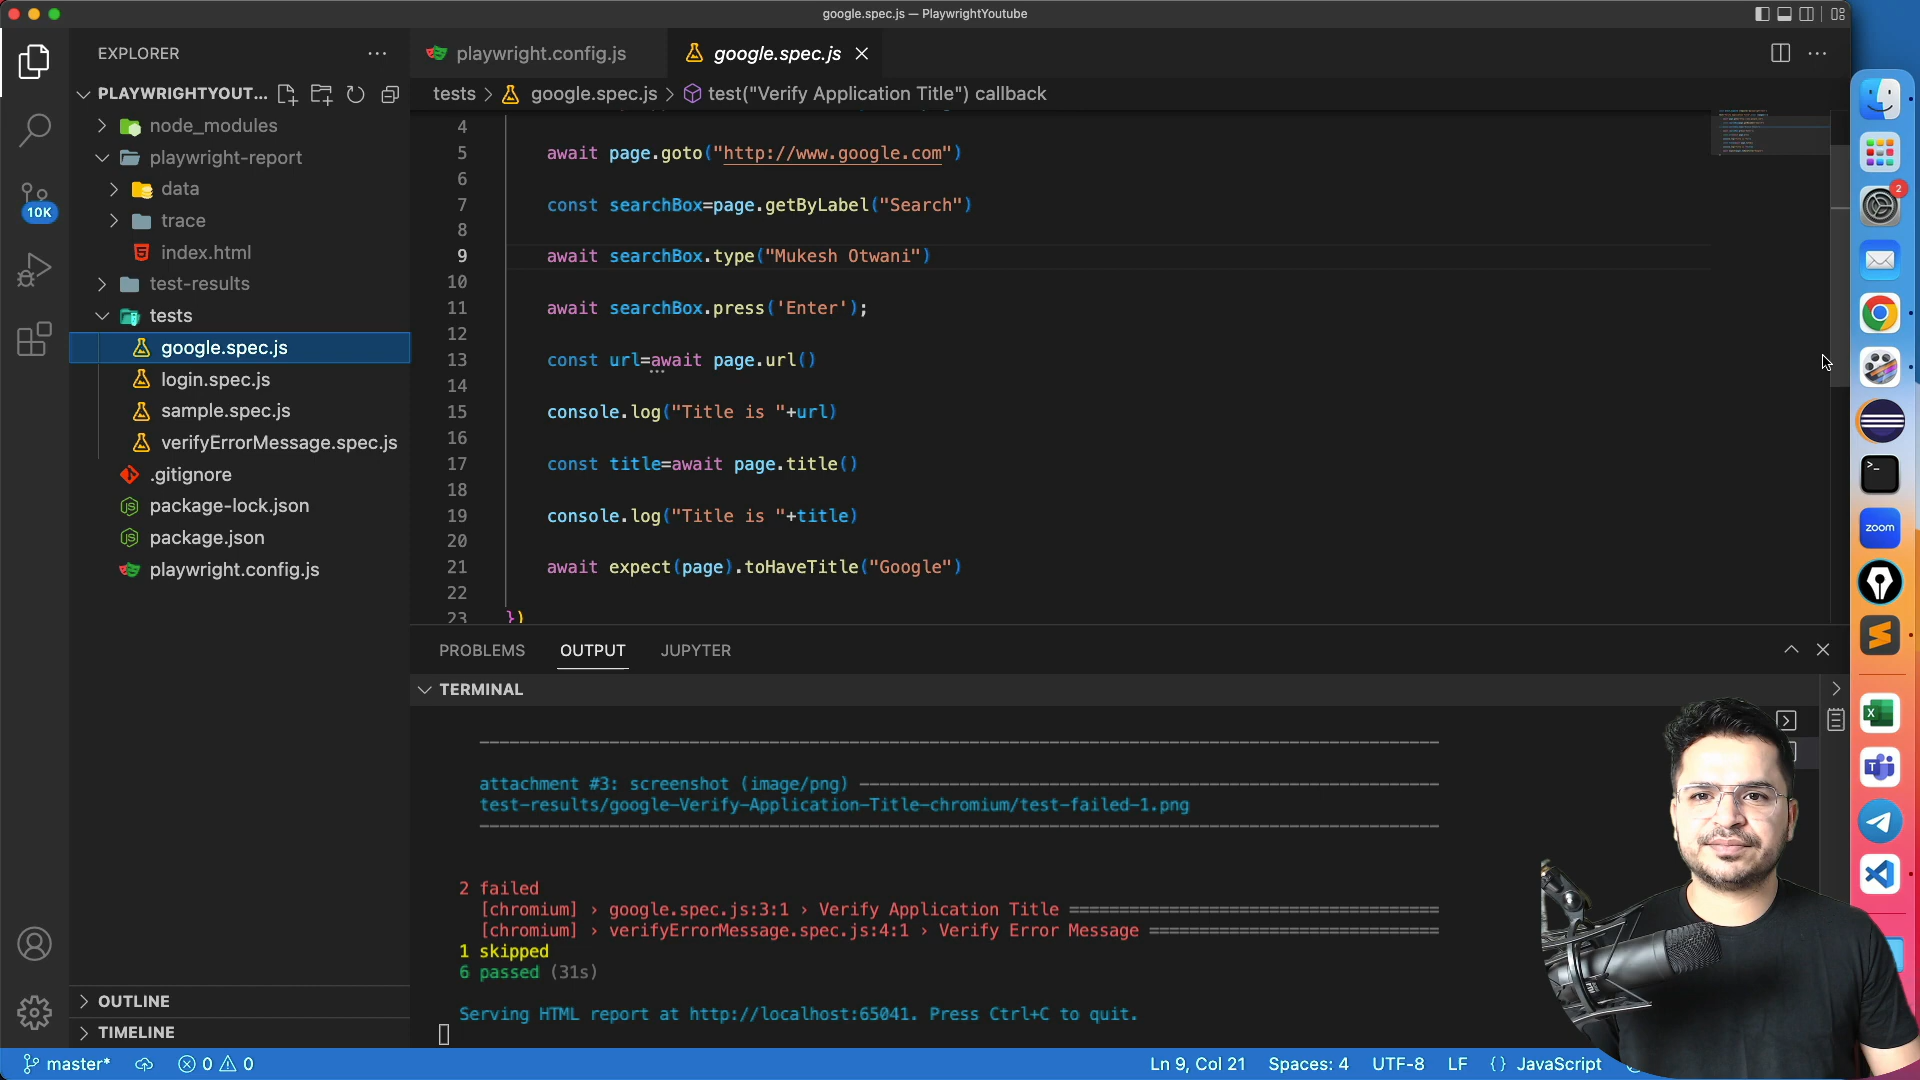 google.spec.js — PlaywrightYoutube
EXPLORER
playwright.config.js
google.spec.js
PLAYWRIGHTYOUT...
tests > google.spec.js > test("Verify Application Title") callback
node_modules
playwright-report
data
trace
index.html
test-results
tests
google.spec.js
login.spec.js
sample.spec.js
verifyErrorMessage.spec.js
.gitignore
package-lock.json
package.json
playwright.config.js
10K
OUTLINE
TIMELINE
4
5 await page.goto("http://www.google.com")
6
7 const searchBox=page.getByLabel("Search")
8
9 await searchBox.type("Mukesh Otwani")
10
11 await searchBox.press('Enter');
12
13 const url=await page.url()
14
15 console.log("Title is "+url)
16
17 const title=await page.title()
18
19 console.log("Title is "+title)
20
21 await expect(page).toHaveTitle("Google")
22
23 })
PROBLEMS OUTPUT JUPYTER
TERMINAL
attachment #3: screenshot (image/png)
test-results/google-Verify-Application-Title-chromium/test-failed-1.png
2 failed
[chromium] › google.spec.js:3:1 › Verify Application Title
[chromium] › verifyErrorMessage.spec.js:4:1 › Verify Error Message
1 skipped
6 passed (31s)
Serving HTML report at http://localhost:65041. Press Ctrl+C to quit.
master* 0 0 Ln 9, Col 21 Spaces: 4 UTF-8 LF {} JavaScript
2
zoom